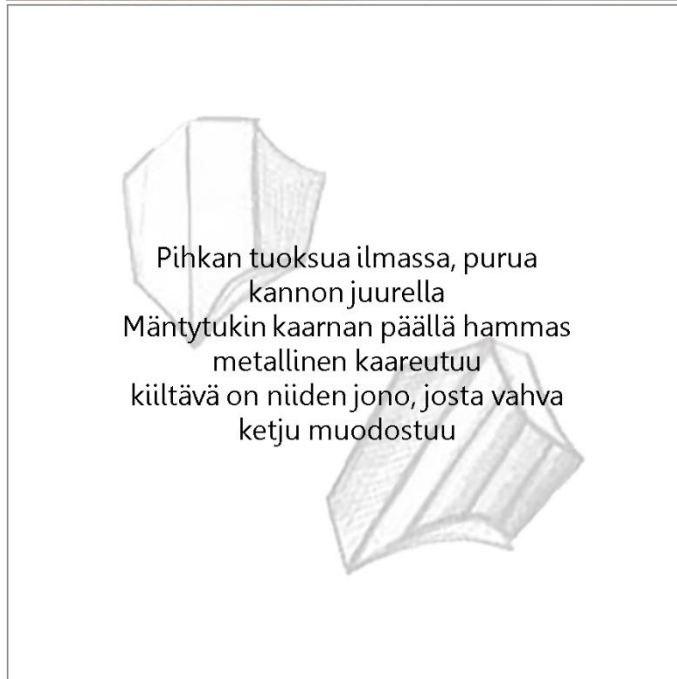 Pihkan tuoksua ilmassa, purua
kannon juurella
Mäntytukin kaarnan päällä hammas
metallinen kaareutuu
kiiltävä on niiden jono, josta vahva
ketju muodostuu